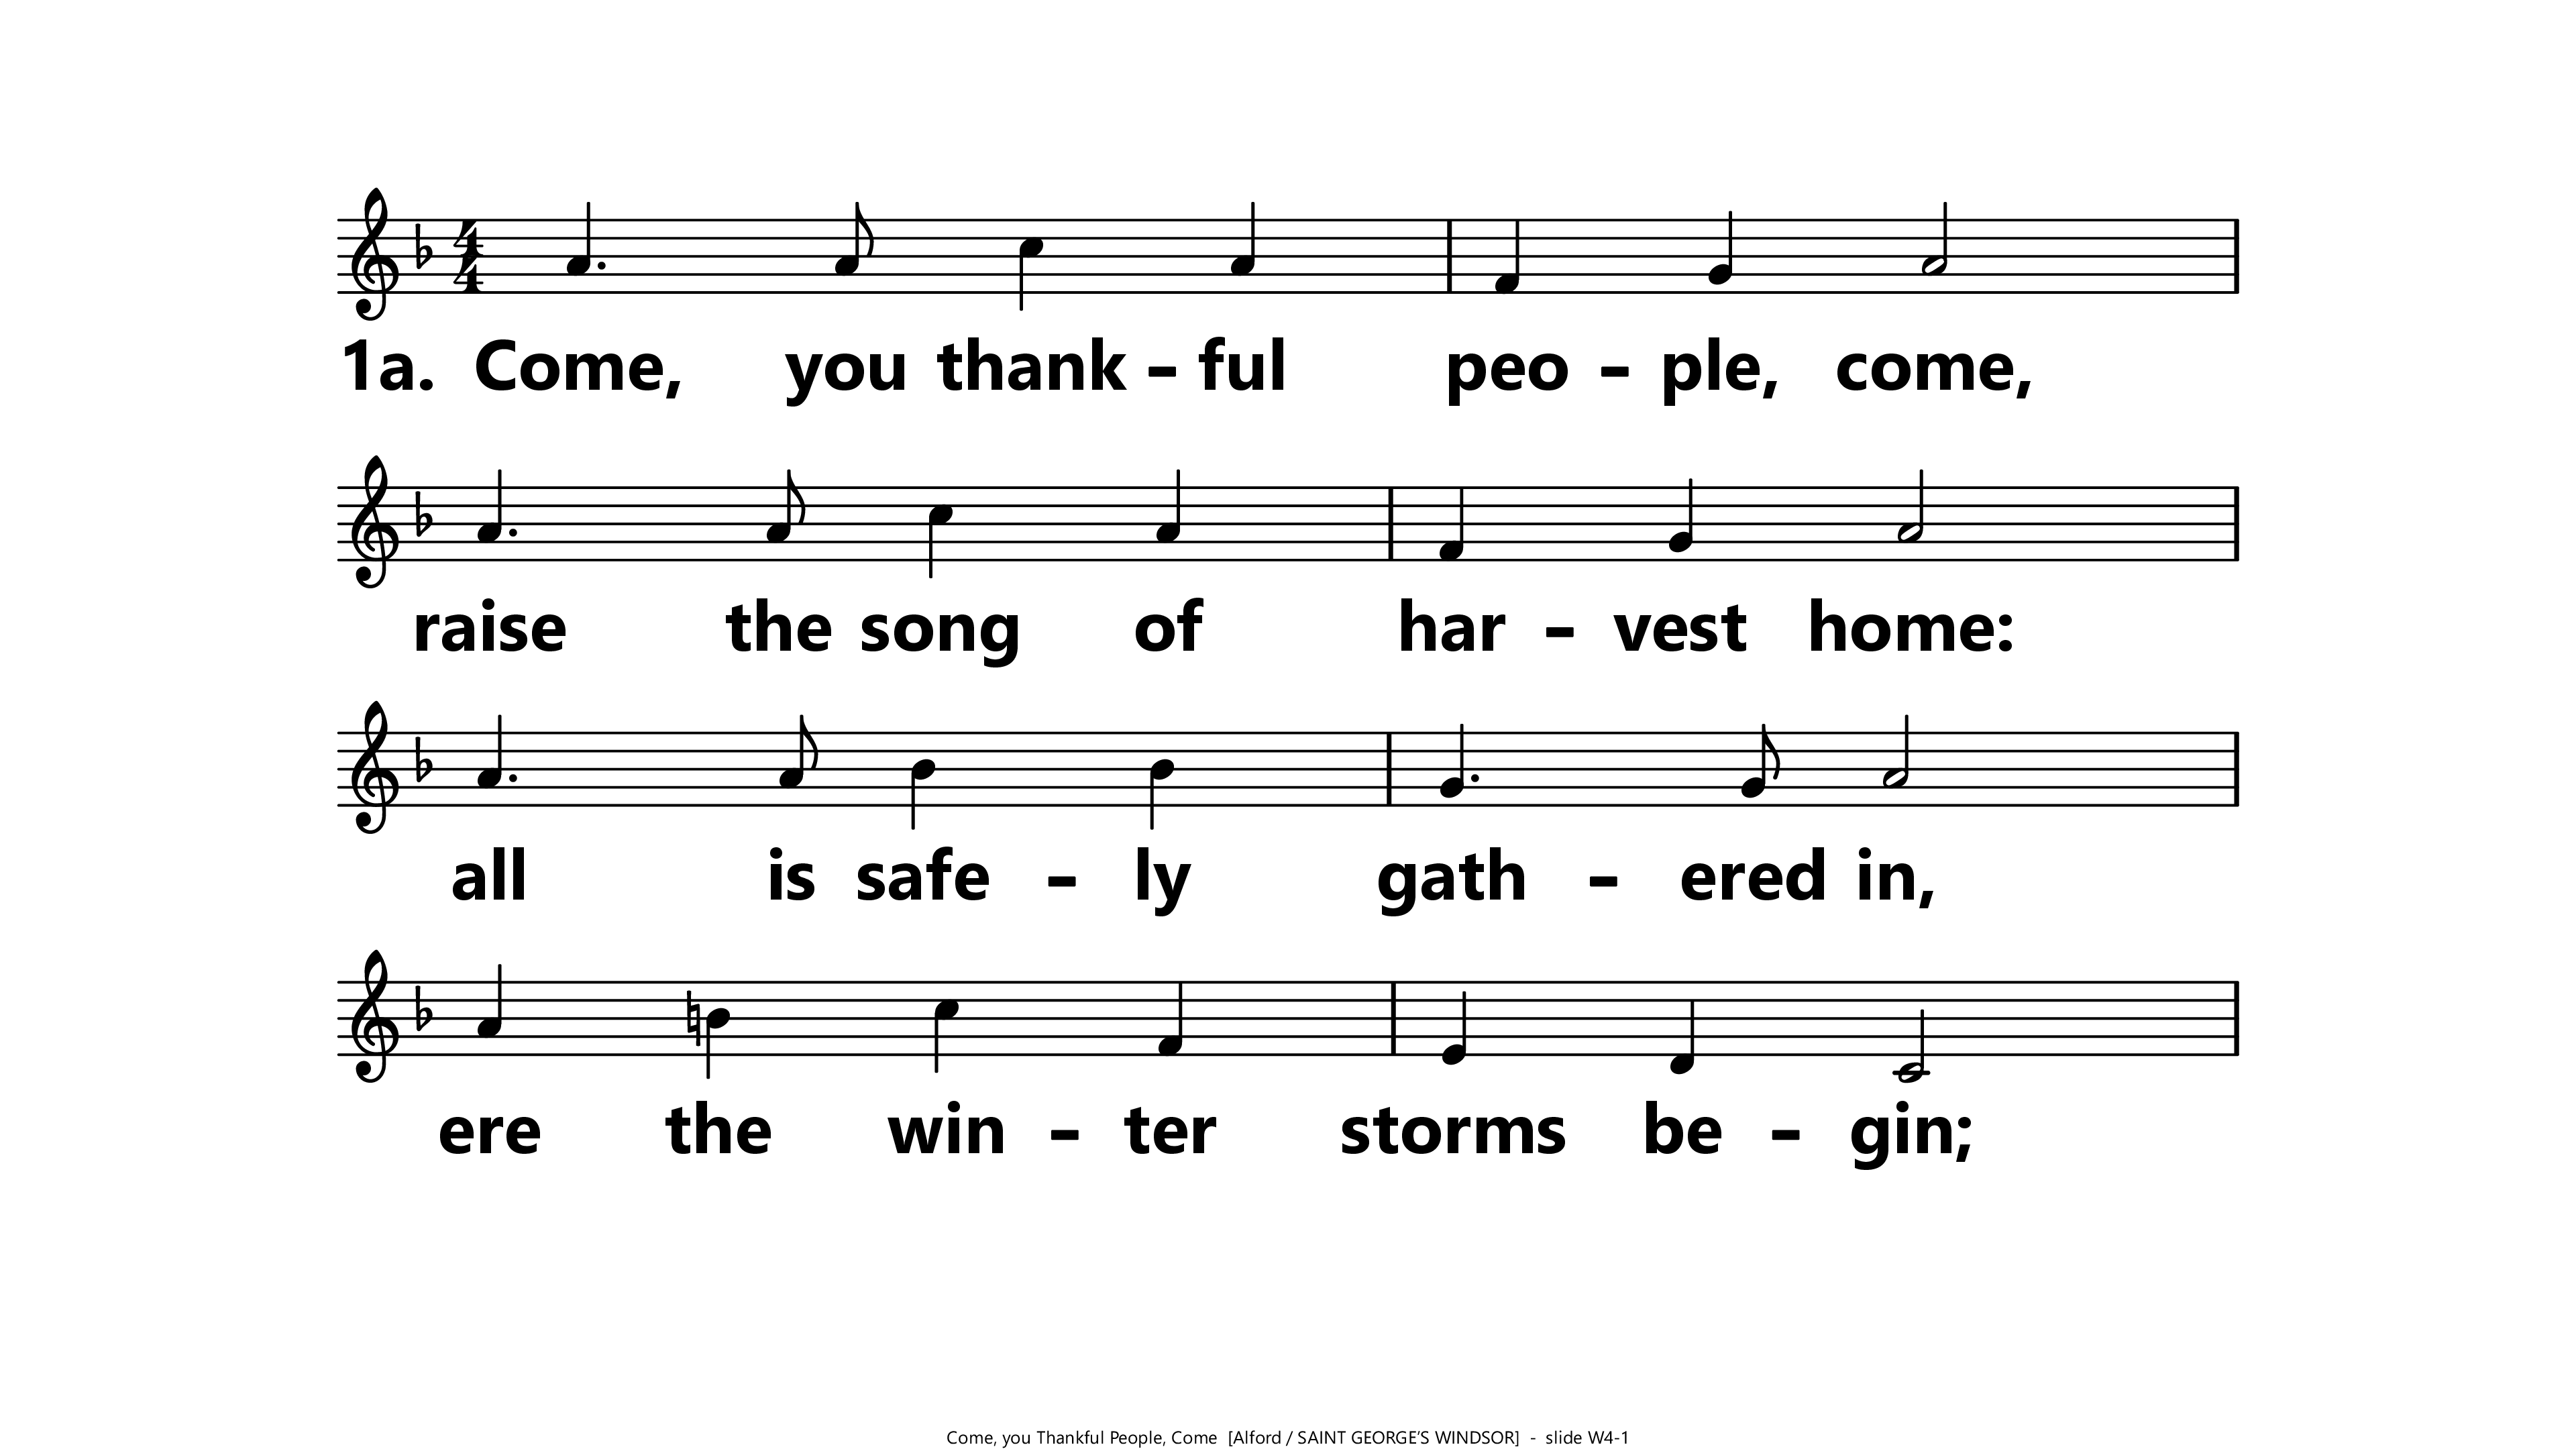 1a. Come, you thank - ful peo - ple, come,
raise the song of har - vest home:
all is safe - ly gath - ered in,
ere the win - ter storms be - gin;
Come, you Thankful People, Come [Alford / SAINT GEORGE'S WINDSOR] - slide W4-1